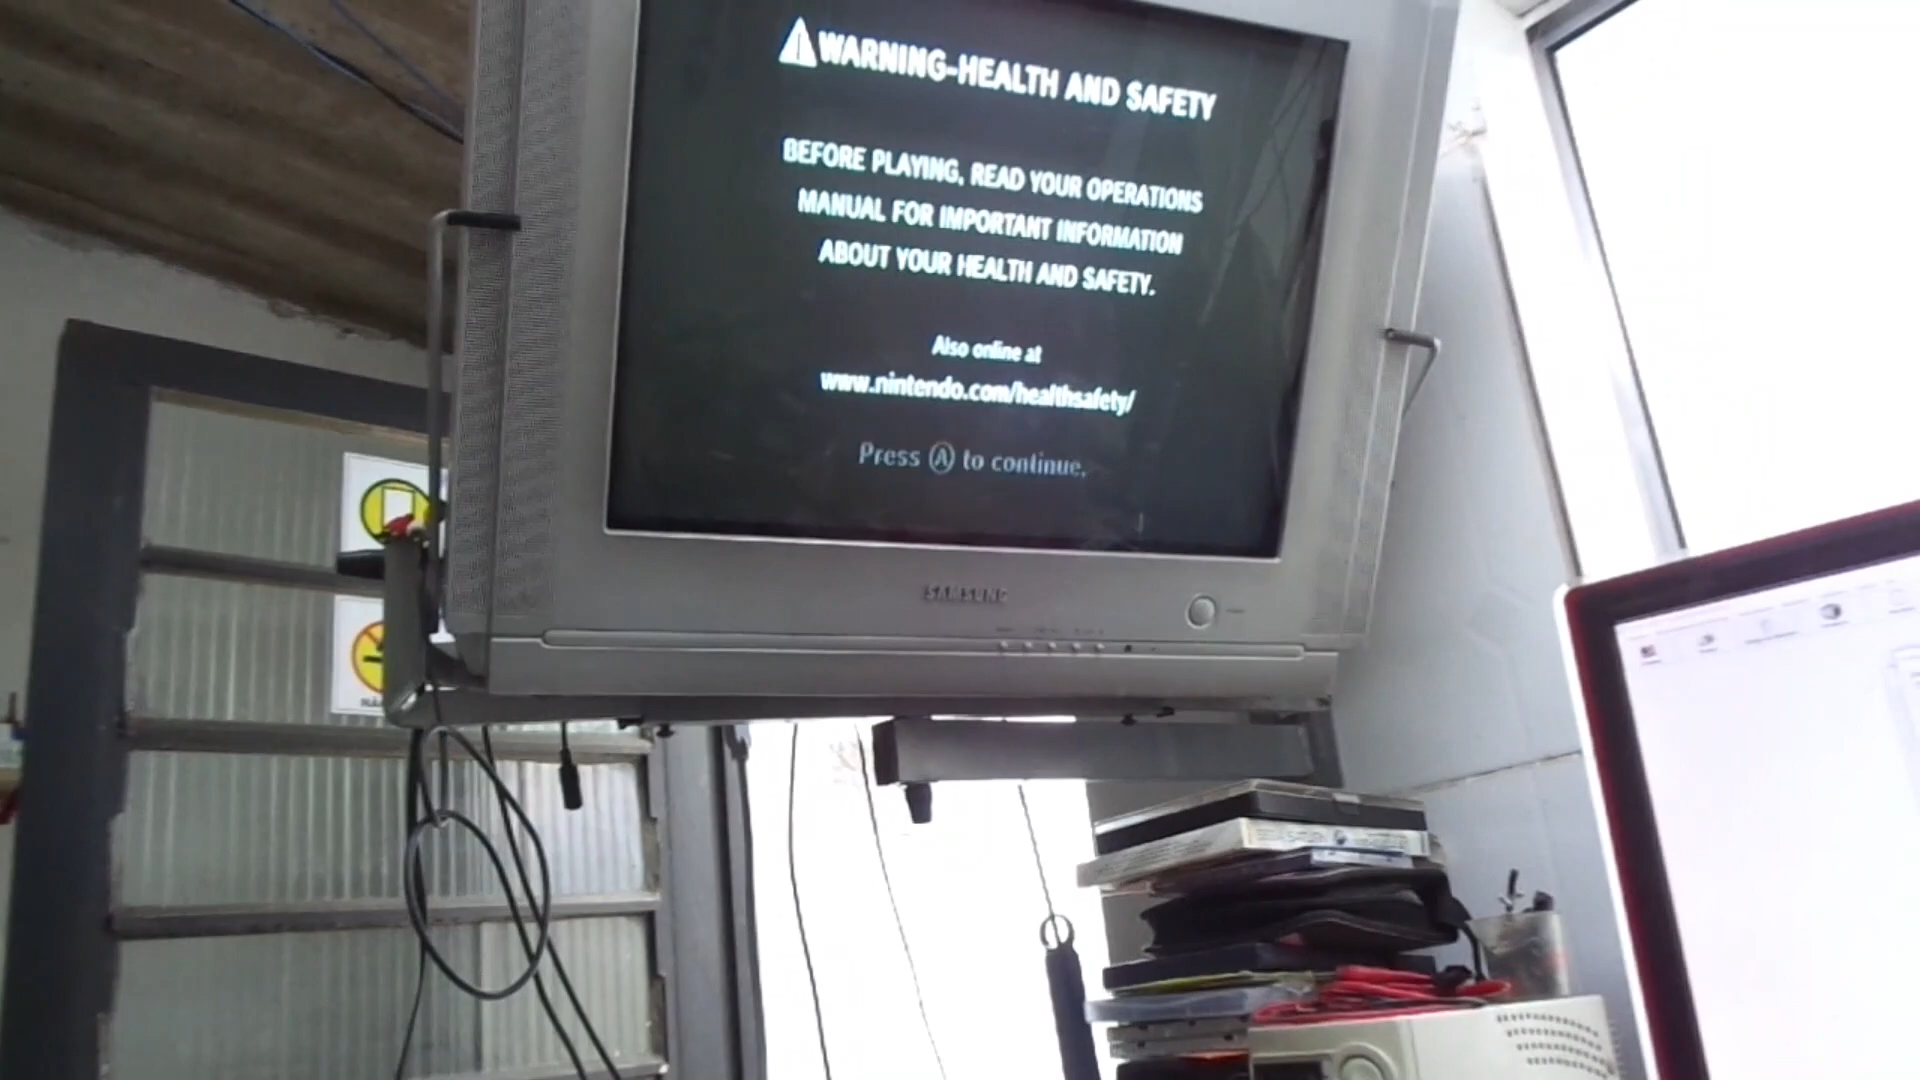 WARNING-HEALTH AND SAFETY
BEFORE PLAYING, READ YOUR OPERATIONS
MANUAL FOR IMPORTANT INFORMATION
ABOUT YOUR HEALTH AND SAFETY.
Also online at
www.nintendo.com/healthsafety/
Press Ⓐ to continue.
SAMSUNG